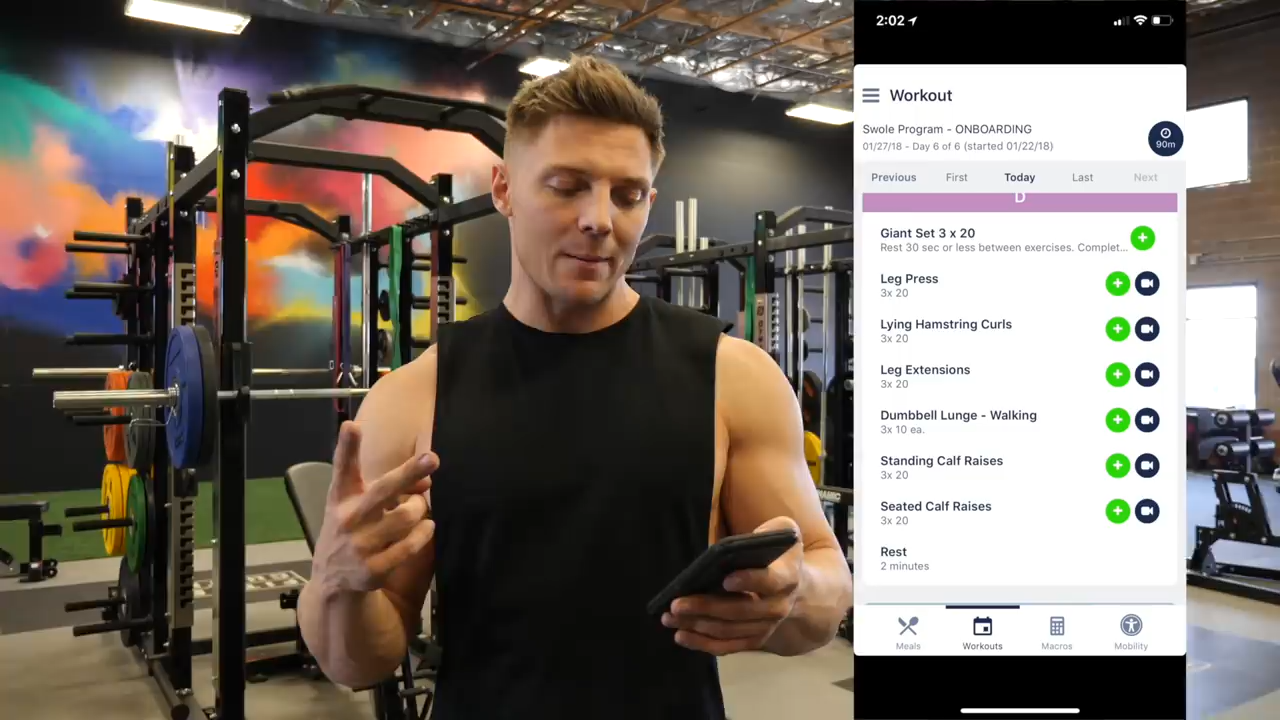 2:02
Workout
Swole Program - ONBOARDING
01/27/18 - Day 6 of 6 (started 01/22/18)
90m
Previous First Today Last Next
D
Giant Set 3 x 20
Rest 30 sec or less between exercises. Complet...
Leg Press
3x 20
Lying Hamstring Curls
3x 20
Leg Extensions
3x 20
Dumbbell Lunge - Walking
3x 10 ea.
Standing Calf Raises
3x 20
Seated Calf Raises
3x 20
Rest
2 minutes
Meals Workouts Macros Mobility